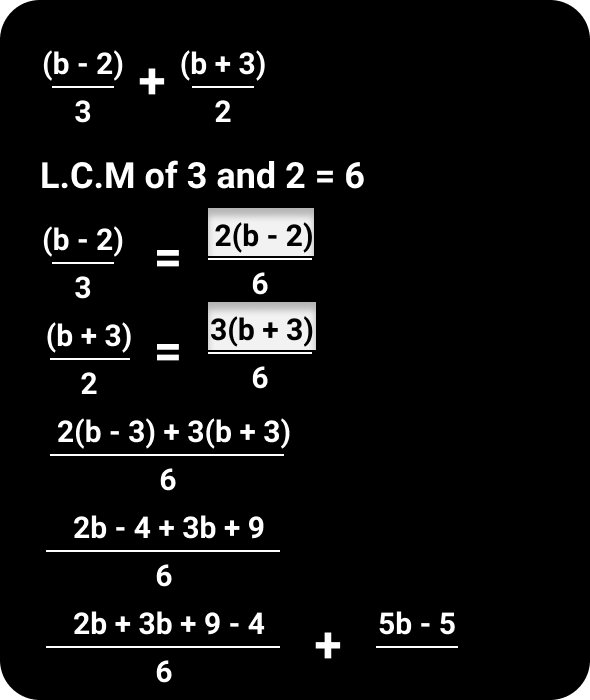 (b - 2) + (b + 3)
3 2
L.C.M of 3 and 2 = 6
(b - 2) = 2(b - 2)
3 6
(b + 3) = 3(b + 3)
2 6
2(b - 3) + 3(b + 3)
6
2b - 4 + 3b + 9
6
2b + 3b + 9 - 4 + 5b - 5
6